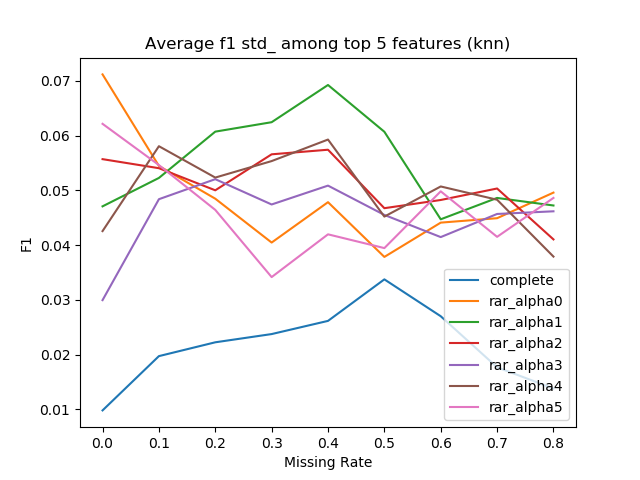 Average f1 std_ among top 5 features (knn)
0.07
0.06
0.05
0.04
0.03
0.02
0.01
F1
complete
rar_alpha0
rar_alpha1
rar_alpha2
rar_alpha3
rar_alpha4
rar_alpha5
0.0 0.1 0.2 0.3 0.4 0.5 0.6 0.7 0.8
Missing Rate